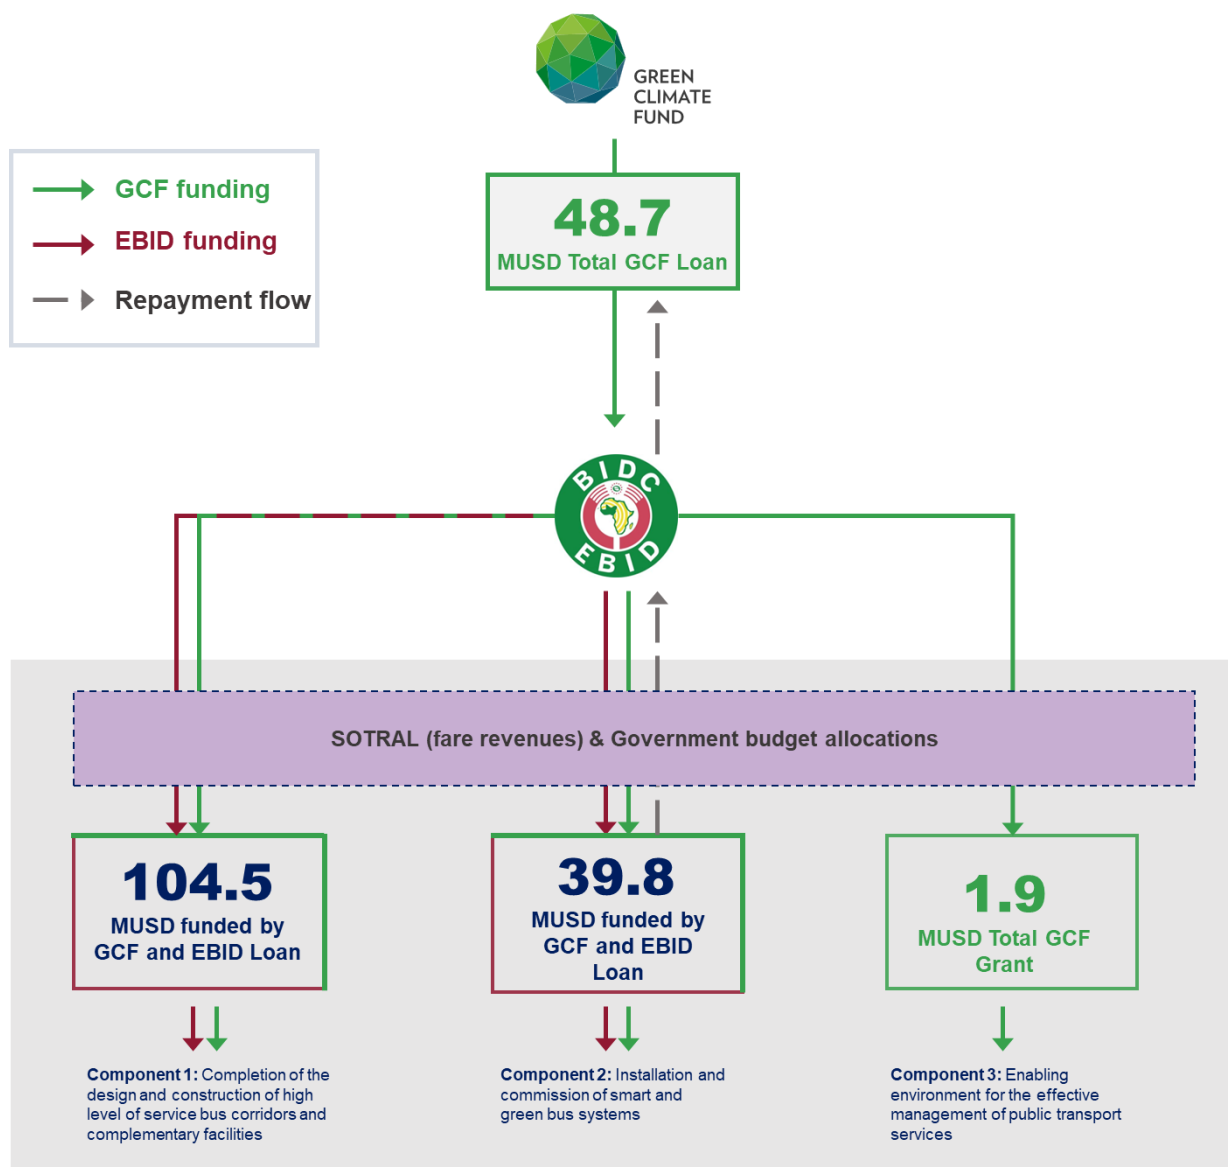 GREEN
CLIMATE
FUND
GCF funding
EBID funding
Repayment flow
48.7
MUSD Total GCF Loan
BIDC
EBID
SOTRAL (fare revenues) & Government budget allocations
104.5
MUSD funded by
GCF and EBID Loan
39.8
MUSD funded by
GCF and EBID
Loan
1.9
MUSD Total GCF
Grant
Component 1: Completion of the
design and construction of high
level of service bus corridors and
complementary facilities
Component 2: Installation and
commission of smart and
green bus systems
Component 3: Enabling
environment for the effective
management of public transport
services